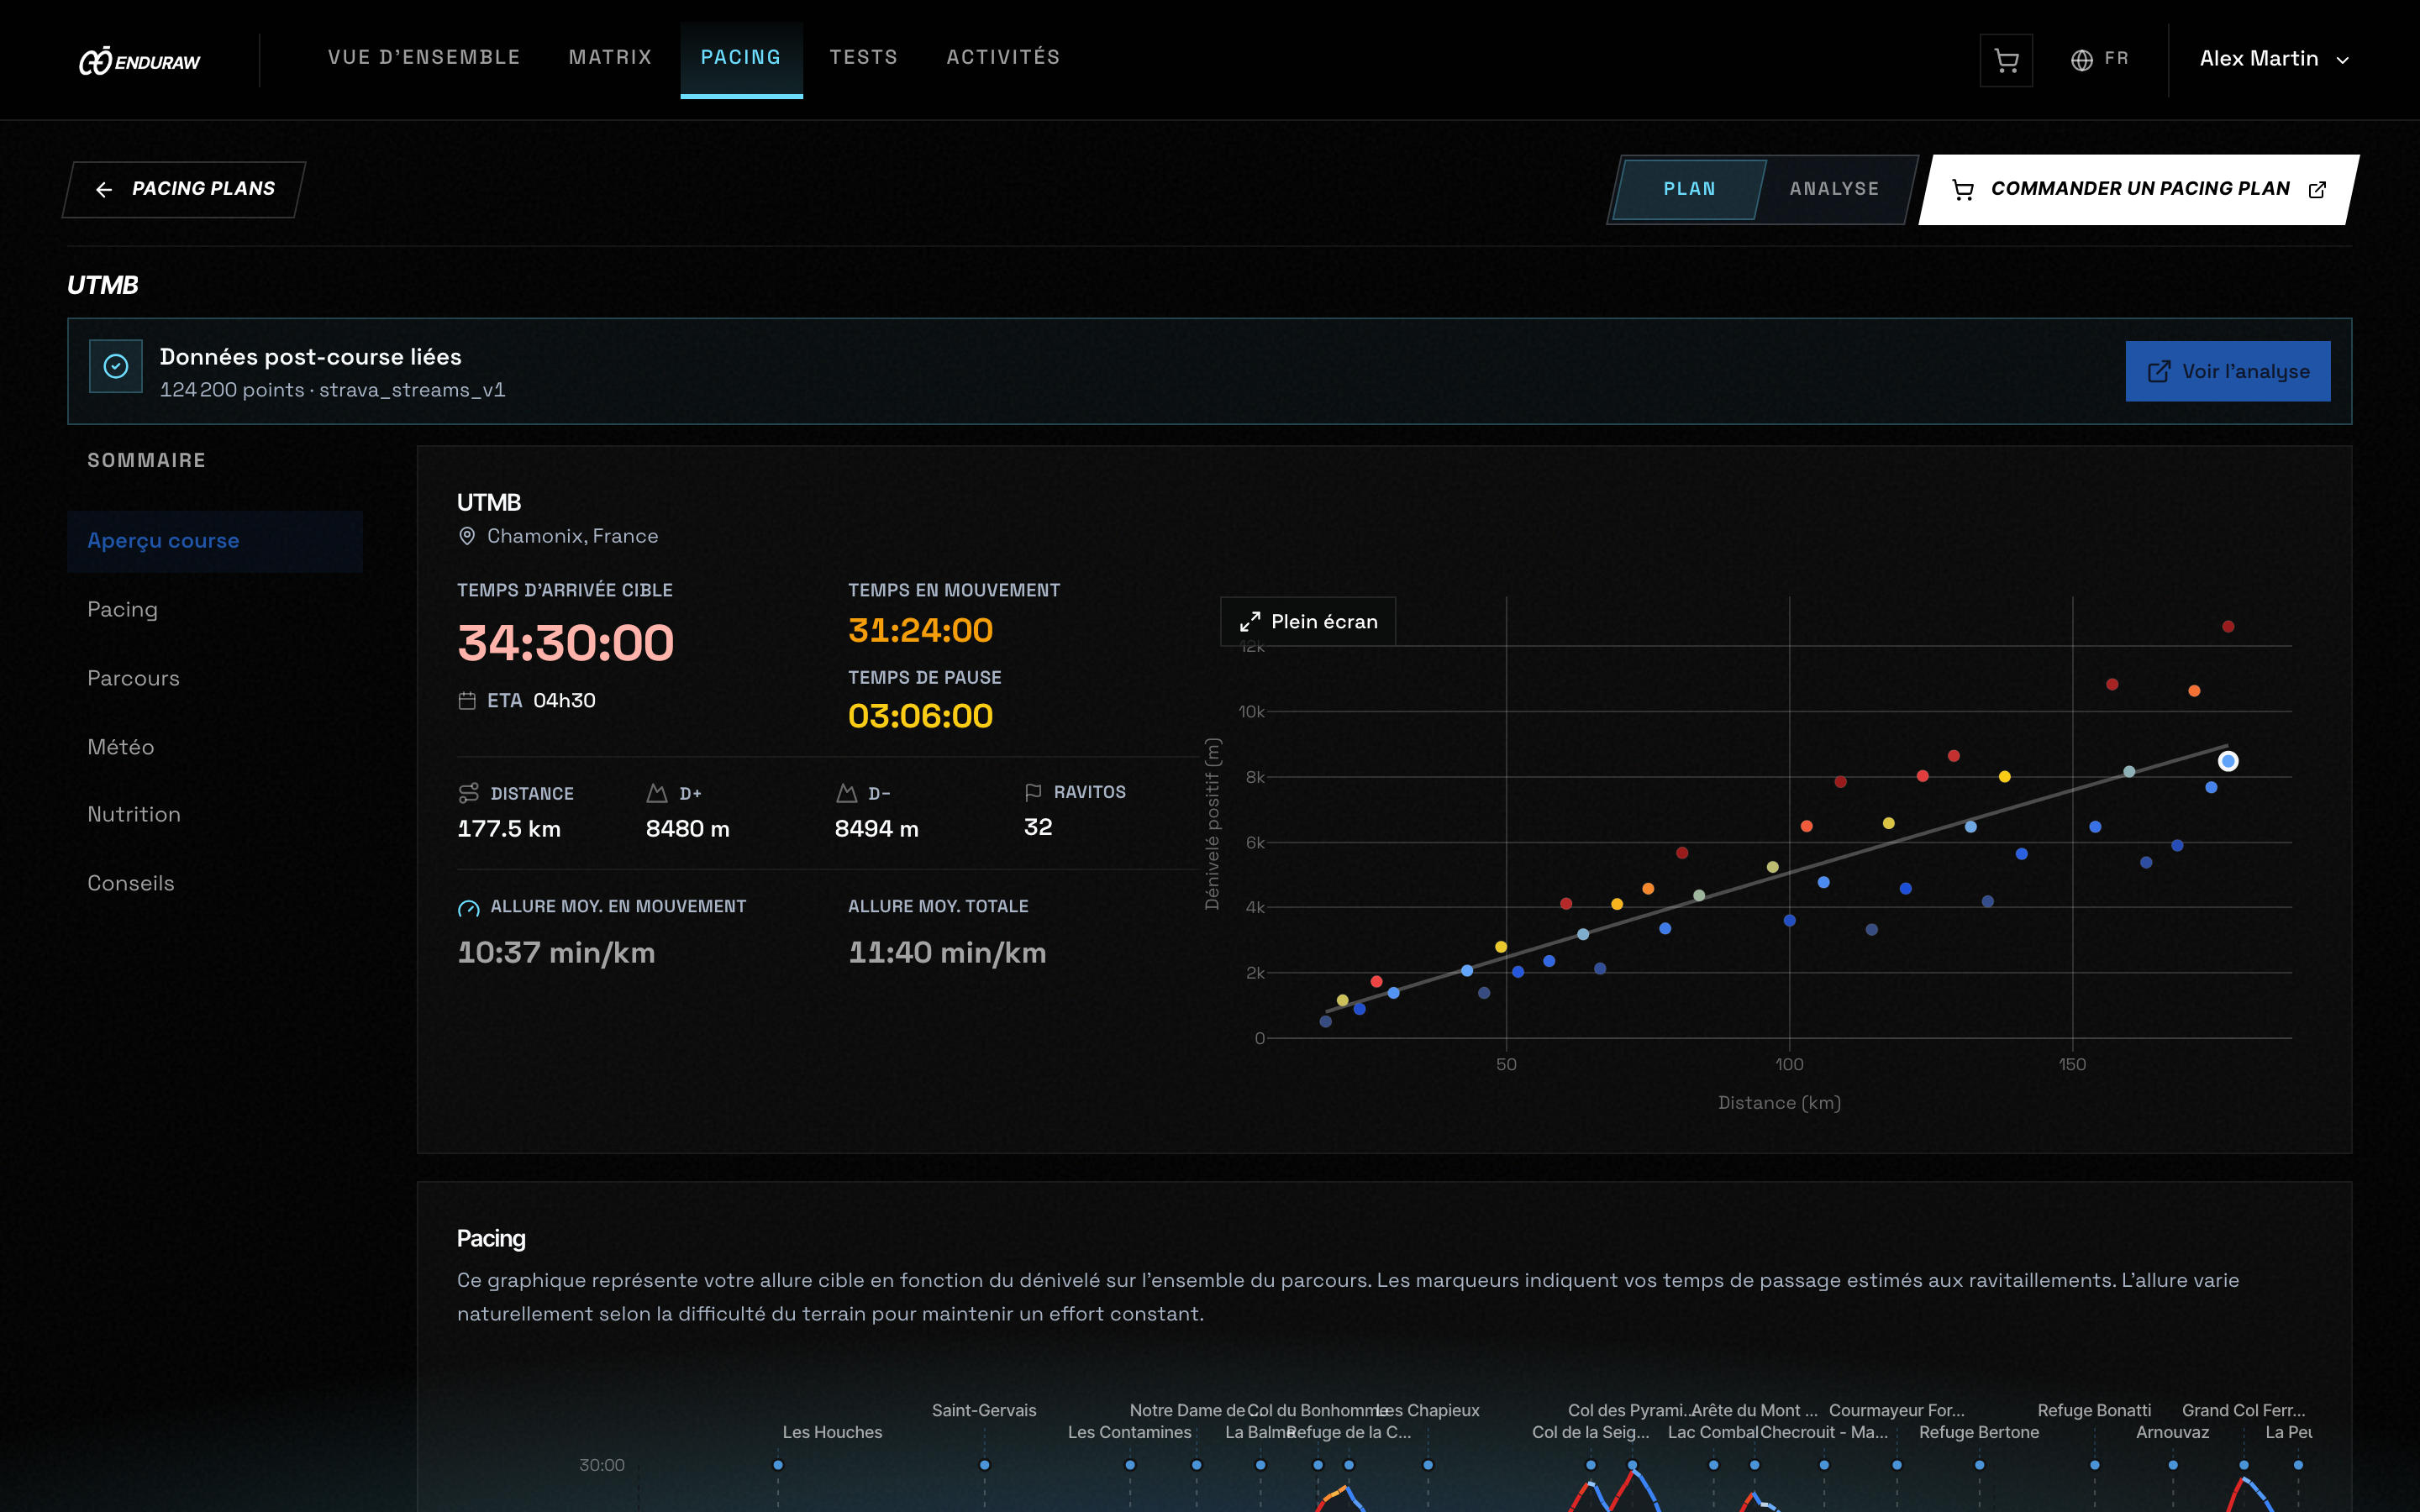 ENDURAW
VUE D'ENSEMBLE
MATRIX
PACING
TESTS
ACTIVITÉS
FR
Alex Martin
PACING PLANS
PLAN
ANALYSE
COMMANDER UN PACING PLAN
UTMB
Données post-course liées
124 200 points · strava_streams_v1
Voir l'analyse
SOMMAIRE
Aperçu course
Pacing
Parcours
Météo
Nutrition
Conseils
UTMB
Chamonix, France
TEMPS D'ARRIVÉE CIBLE
34:30:00
ETA 04h30
TEMPS EN MOUVEMENT
31:24:00
TEMPS DE PAUSE
03:06:00
DISTANCE
177.5 km
D+
8480 m
D-
8494 m
RAVITOS
32
ALLURE MOY. EN MOUVEMENT
10:37 min/km
ALLURE MOY. TOTALE
11:40 min/km
Plein écran
Dénivelé positif (m)
12k
10k
8k
6k
4k
2k
0
50
100
150
Distance (km)
Pacing
Ce graphique représente votre allure cible en fonction du dénivelé sur l'ensemble du parcours. Les marqueurs indiquent vos temps de passage estimés aux ravitaillements. L'allure varie
naturellement selon la difficulté du terrain pour maintenir un effort constant.
Saint-Gervais
Notre Dame de ...
Col du Bonhomme
Les Chapieux
Col des Pyrami...
Arête du Mont ...
Courmayeur For...
Refuge Bonatti
Grand Col Ferr...
Les Houches
Les Contamines
La Balme
Refuge de la C...
Col de la Seig...
Lac Combal
Checrouit - Ma...
Refuge Bertone
Arnouvaz
La Peu
30:00